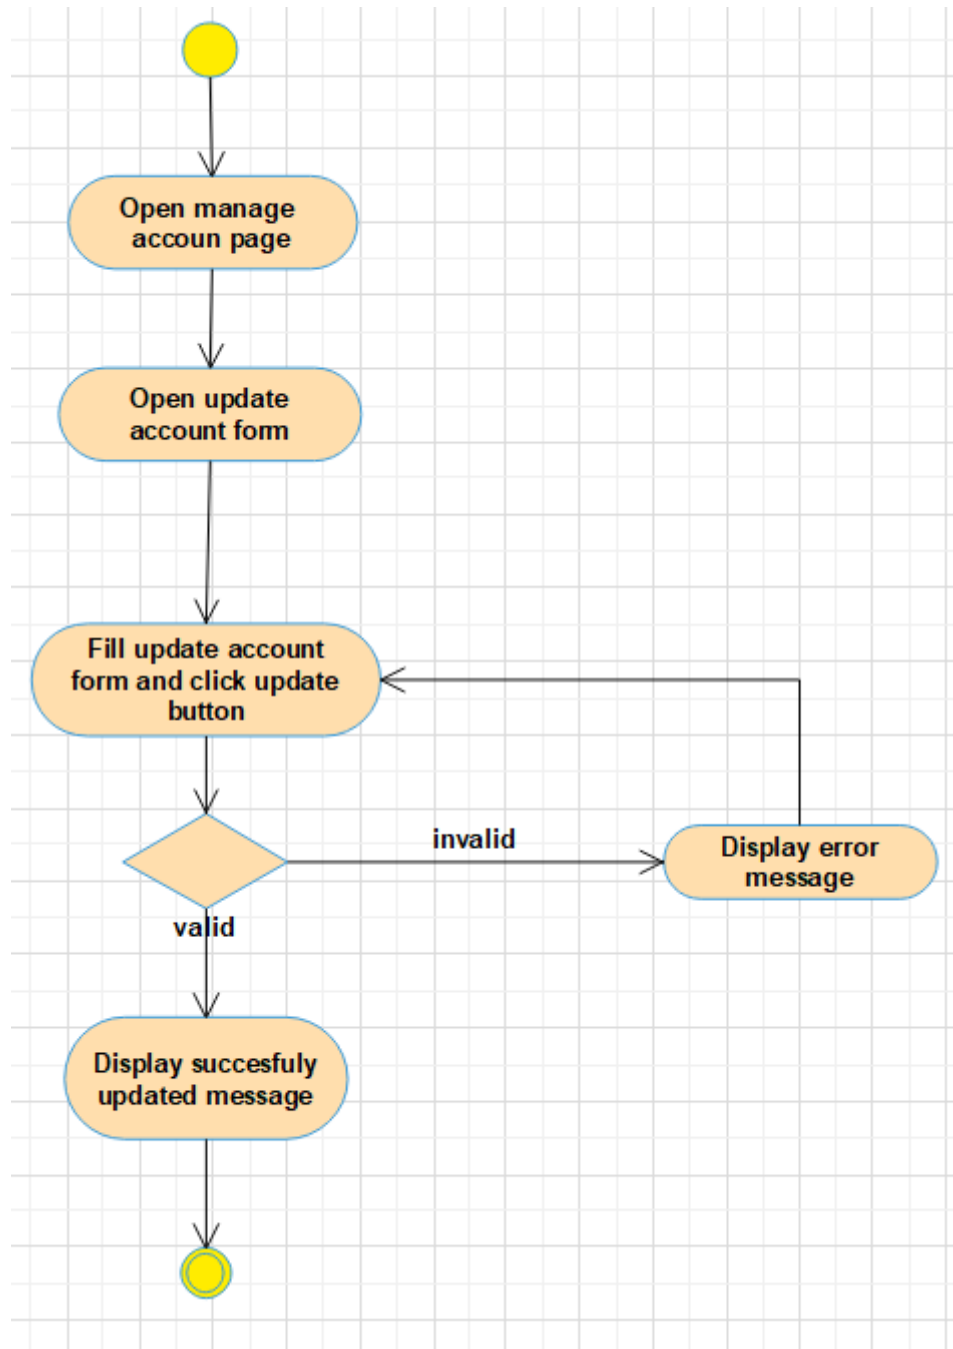 Open manage
accoun page
Open update
account form
Fill update account
form and click update
button
invalid
Display error
message
valid
Display succesfuly
updated message